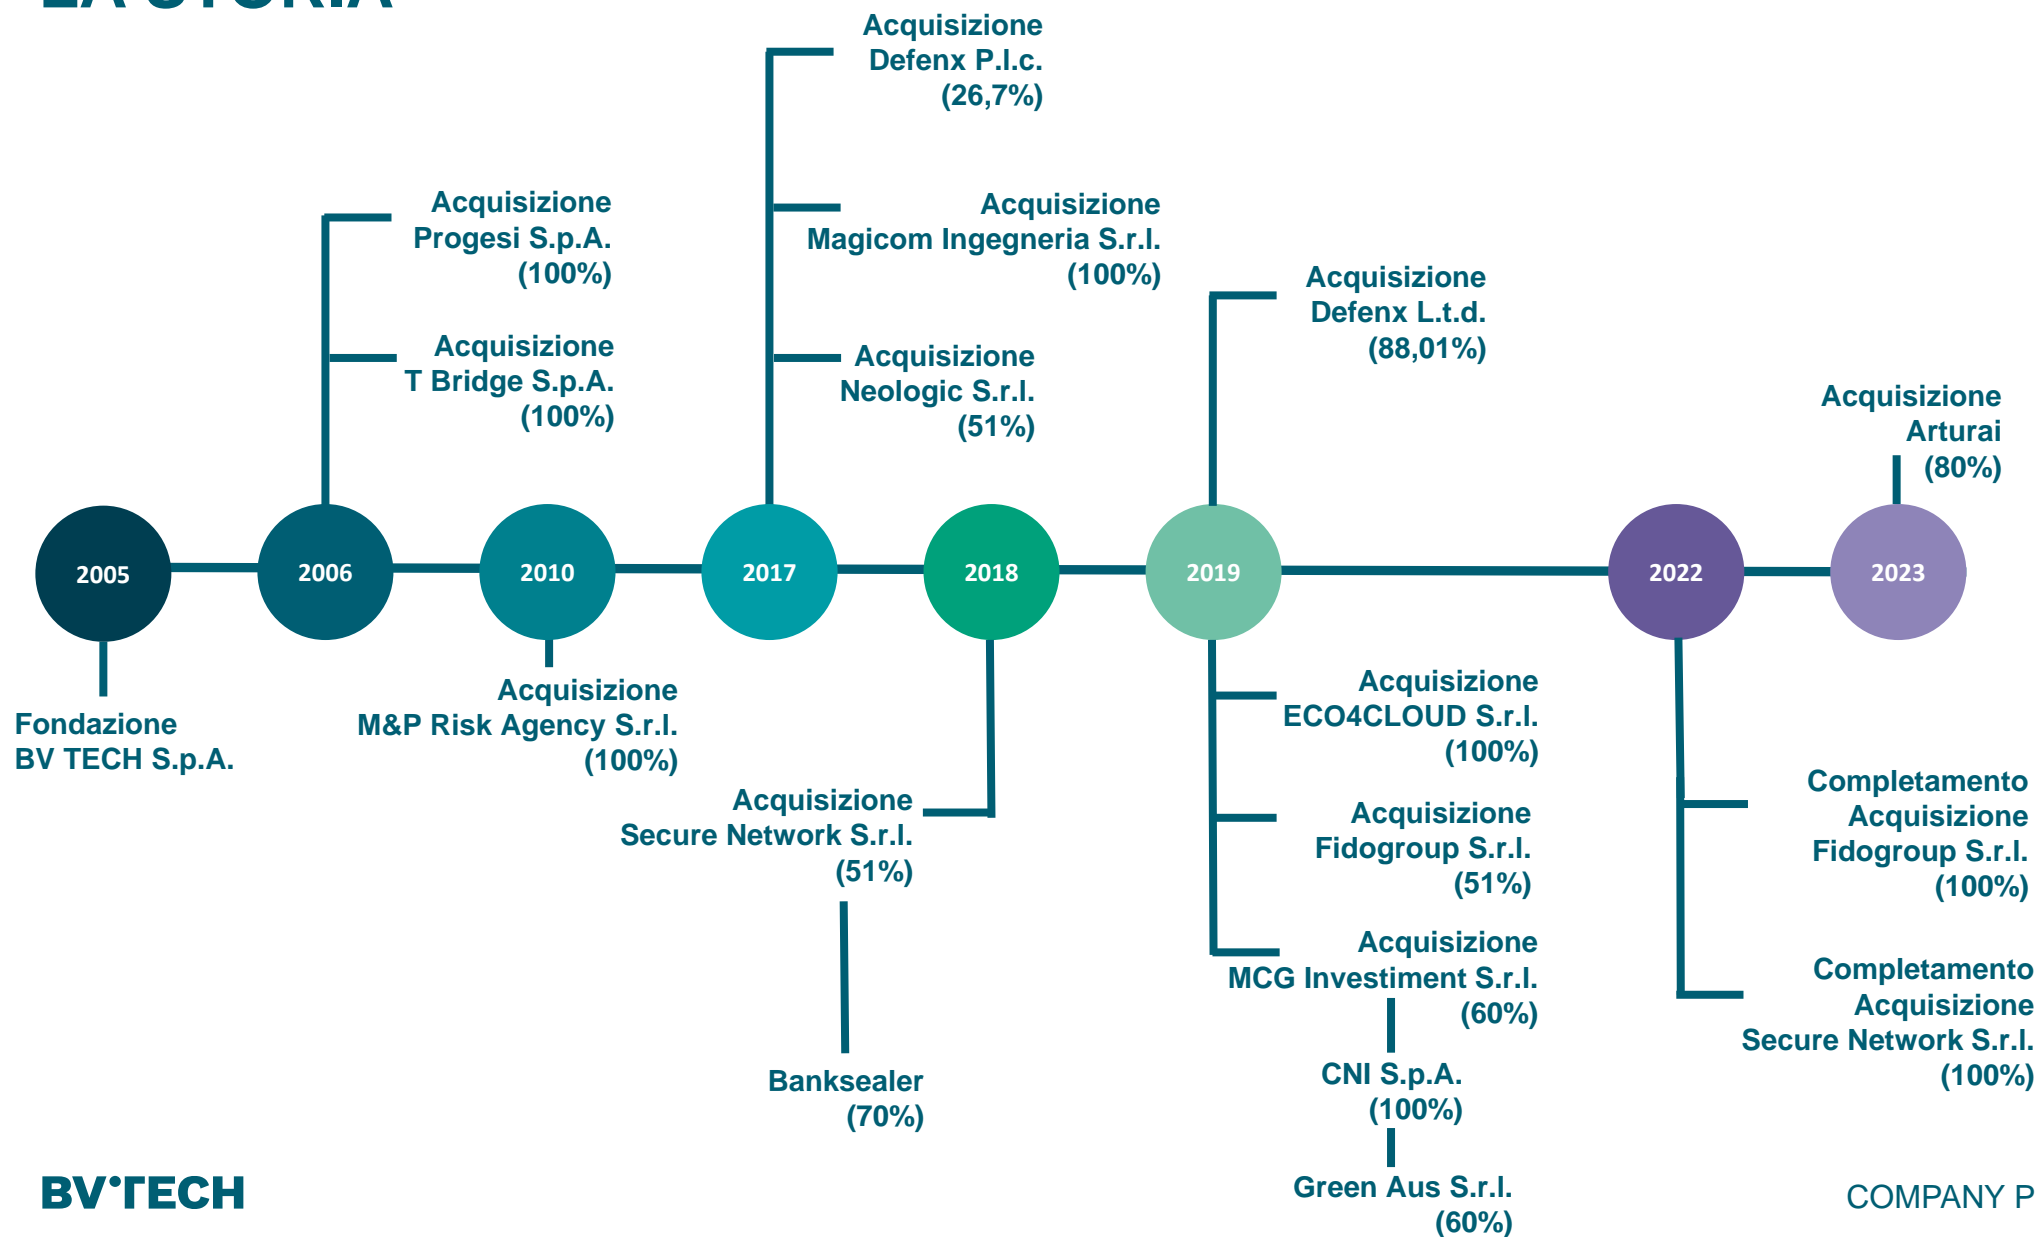 LA STORIA
Acquisizione
Defenx P.l.c.
(26,7%)
Acquisizione
Progesi S.p.A.
(100%)
Acquisizione
Magicom Ingegneria S.r.l.
(100%)
Acquisizione
Defenx L.t.d.
(88,01%)
Acquisizione
T Bridge S.p.A.
(100%)
Acquisizione
Neologic S.r.l.
(51%)
Acquisizione
Arturai
(80%)
2005
2006
2010
2017
2018
2019
2022
2023
Fondazione
BV TECH S.p.A.
Acquisizione
M&P Risk Agency S.r.l.
(100%)
Acquisizione
Secure Network S.r.l.
(51%)
Banksealer
(70%)
Acquisizione
ECO4CLOUD S.r.l.
(100%)
Acquisizione
Fidogroup S.r.l.
(51%)
Acquisizione
MCG Investiment S.r.l.
(60%)
CNI S.p.A.
(100%)
Green Aus S.r.l.
(60%)
Completamento
Acquisizione
Fidogroup S.r.l.
(100%)
Completamento
Acquisizione
Secure Network S.r.l.
(100%)
BV TECH
COMPANY P